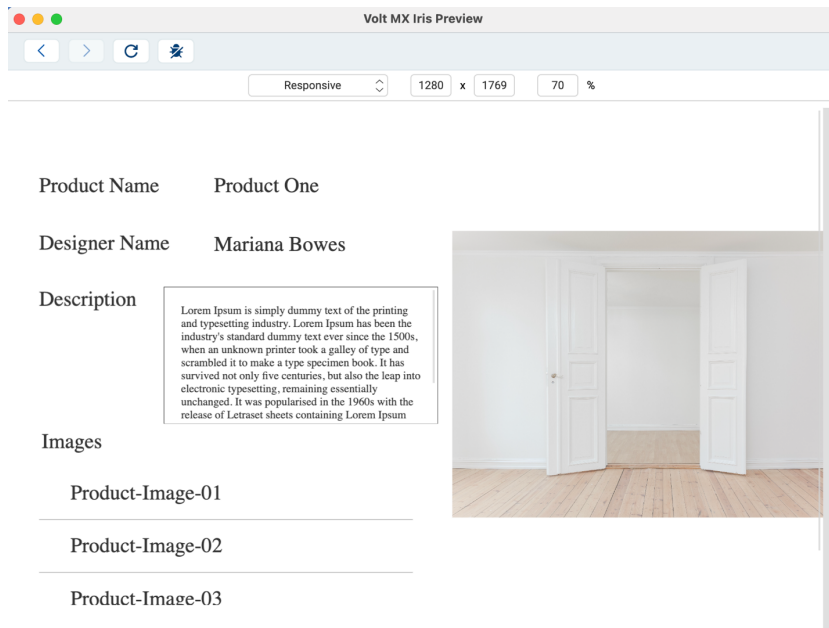 Volt MX Iris Preview
Responsive 1280 x 1769 70 %
Product Name Product One
Designer Name Mariana Bowes
Description
Lorem Ipsum is simply dummy text of the printing
and typesetting industry. Lorem Ipsum has been the
industry's standard dummy text ever since the 1500s,
when an unknown printer took a galley of type and
scrambled it to make a type specimen book. It has
survived not only five centuries, but also the leap into
electronic typesetting, remaining essentially
unchanged. It was popularised in the 1960s with the
release of Letraset sheets containing Lorem Ipsum
Images
Product-Image-01
Product-Image-02
Product-Image-03